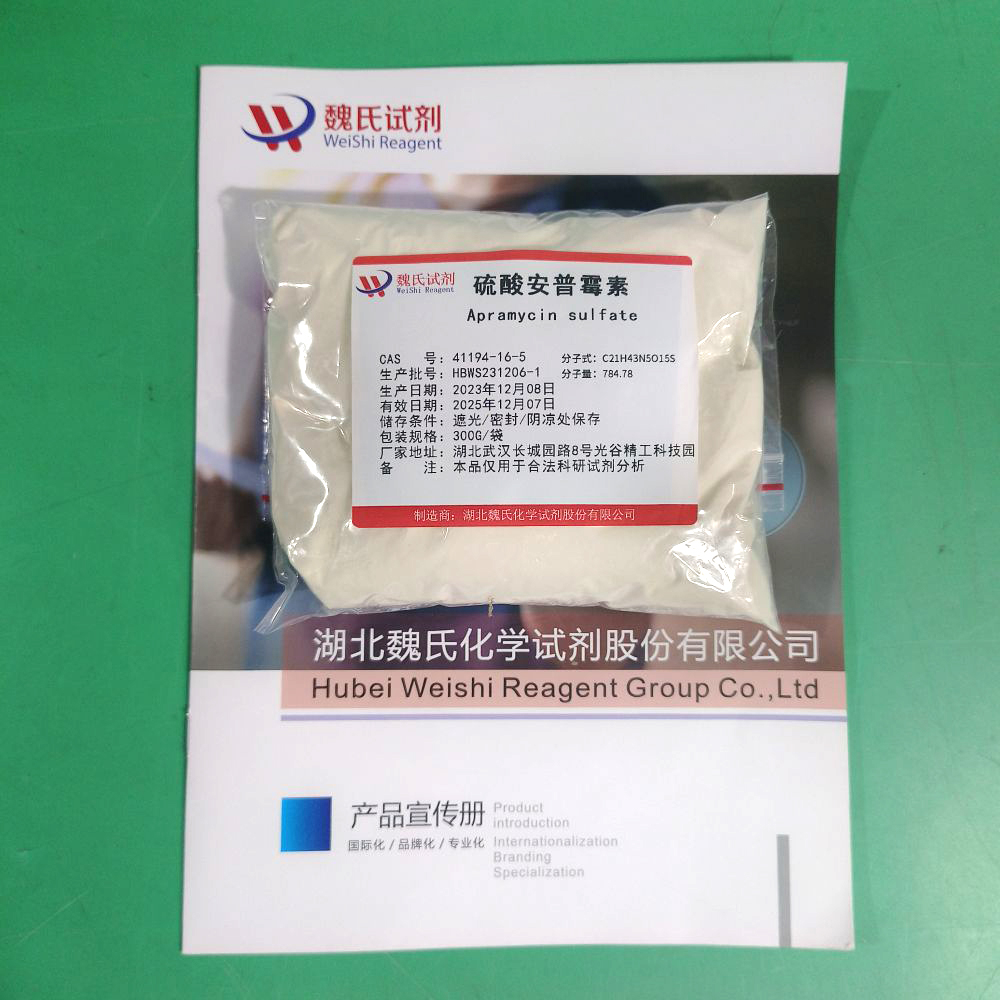 魏氏试剂
WeiShi Reagent
魏氏试剂
WeiShi Reagent
硫酸安普霉素
Apramycin sulfate
CAS 号：41194-16-5 分子式：C21H43N5O15S
生产批号：HBWS231206-1 分子量：784.78
生产日期：2023年12月08日
有效日期：2025年12月07日
储存条件：遮光/密封/阴凉处保存
包装规格：300G/袋
厂家地址：湖北武汉长城园路8号光谷精工科技园
备 注：本品仅用于合法科研试剂分析
制造商：湖北魏氏化学试剂股份有限公司
湖北魏氏化学试剂股份有限公司
Hubei Weishi Reagent Group Co.,Ltd
产品宣传册
Product
introduction
国际化 / 品牌化 / 专业化
Internationalization
Branding
Specialization